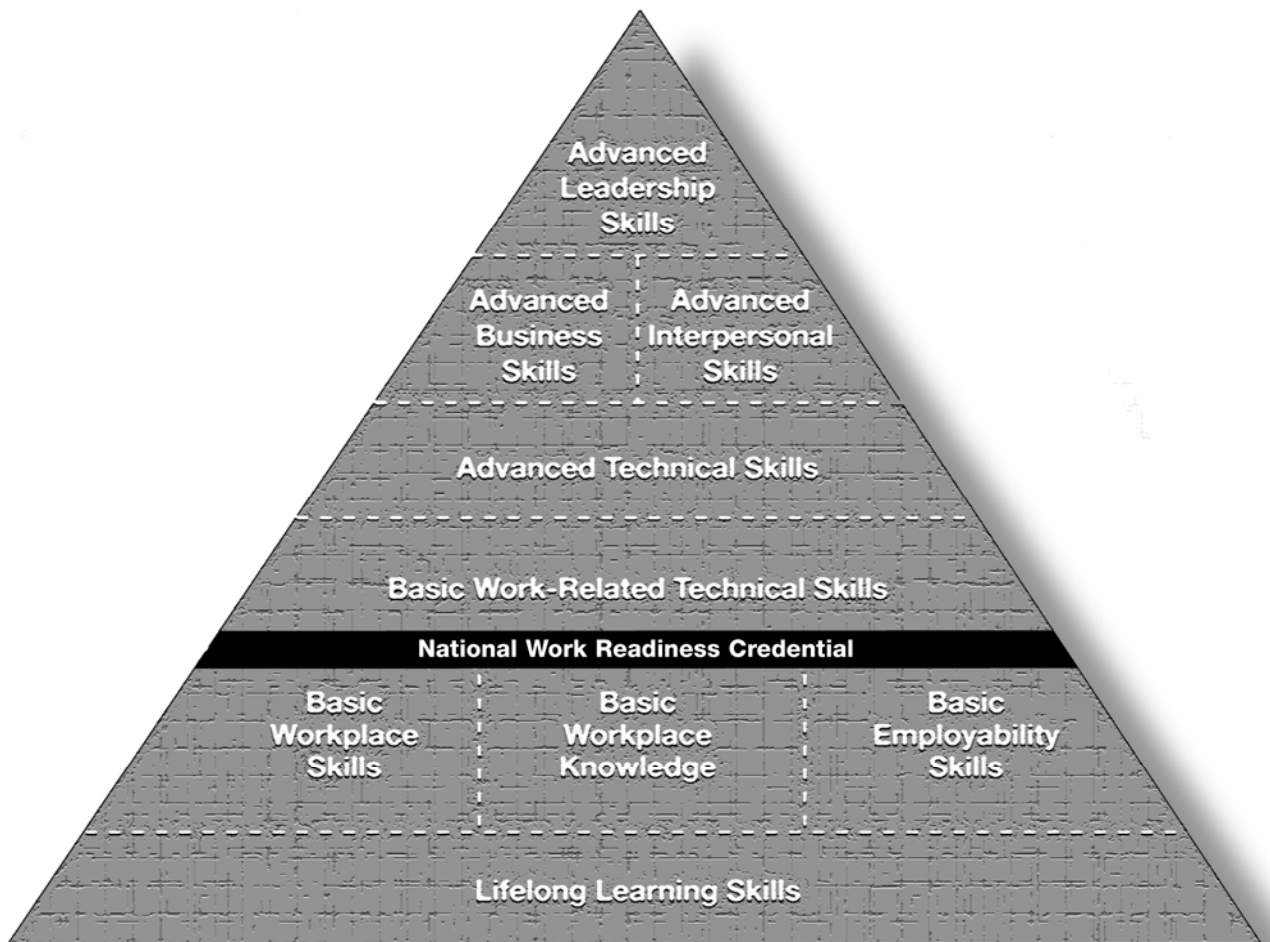 Advanced
Leadership
Skills
Advanced
Business
Skills
Advanced
Interpersonal
Skills
Advanced Technical Skills
Basic Work-Related Technical Skills
National Work Readiness Credential
Basic
Workplace
Skills
Basic
Workplace
Knowledge
Basic
Employability
Skills
Lifelong Learning Skills